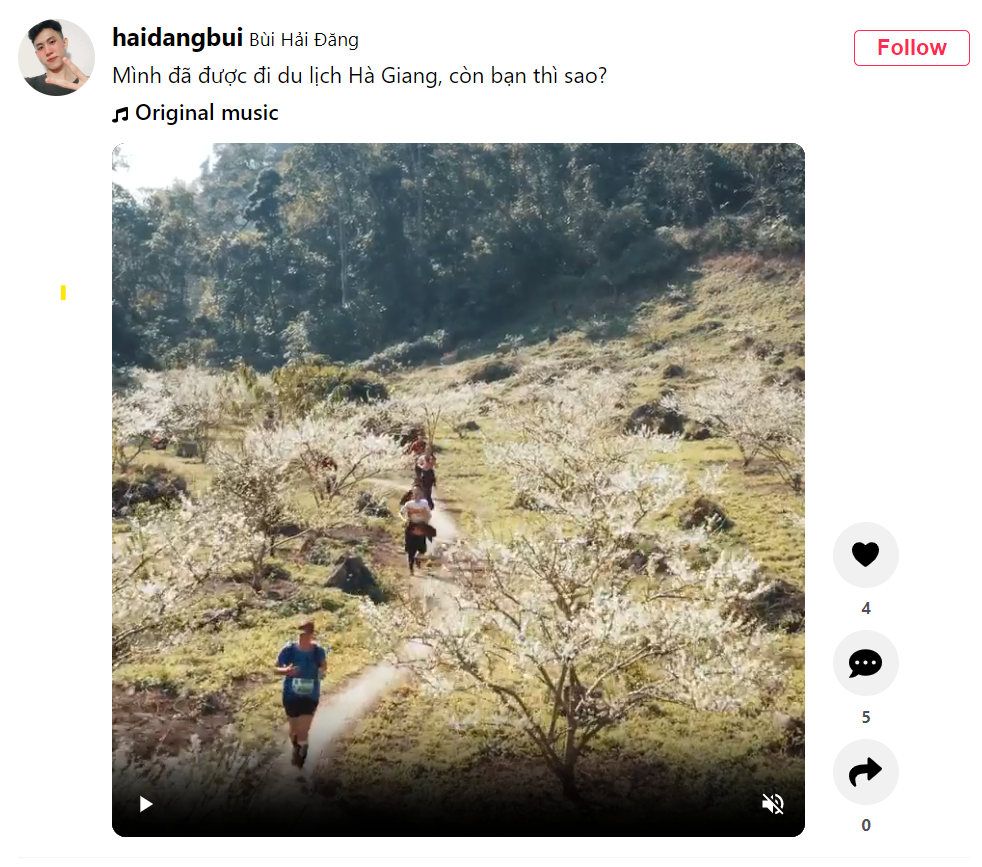 haidangbui Bùi Hải Đăng
Follow
Mình đã được đi du lịch Hà Giang, còn bạn thì sao?
Original music
4
5
0